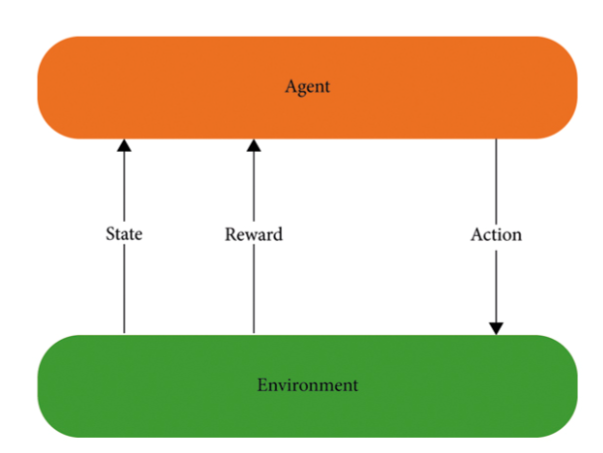 Agent
State
Reward
Action
Environment